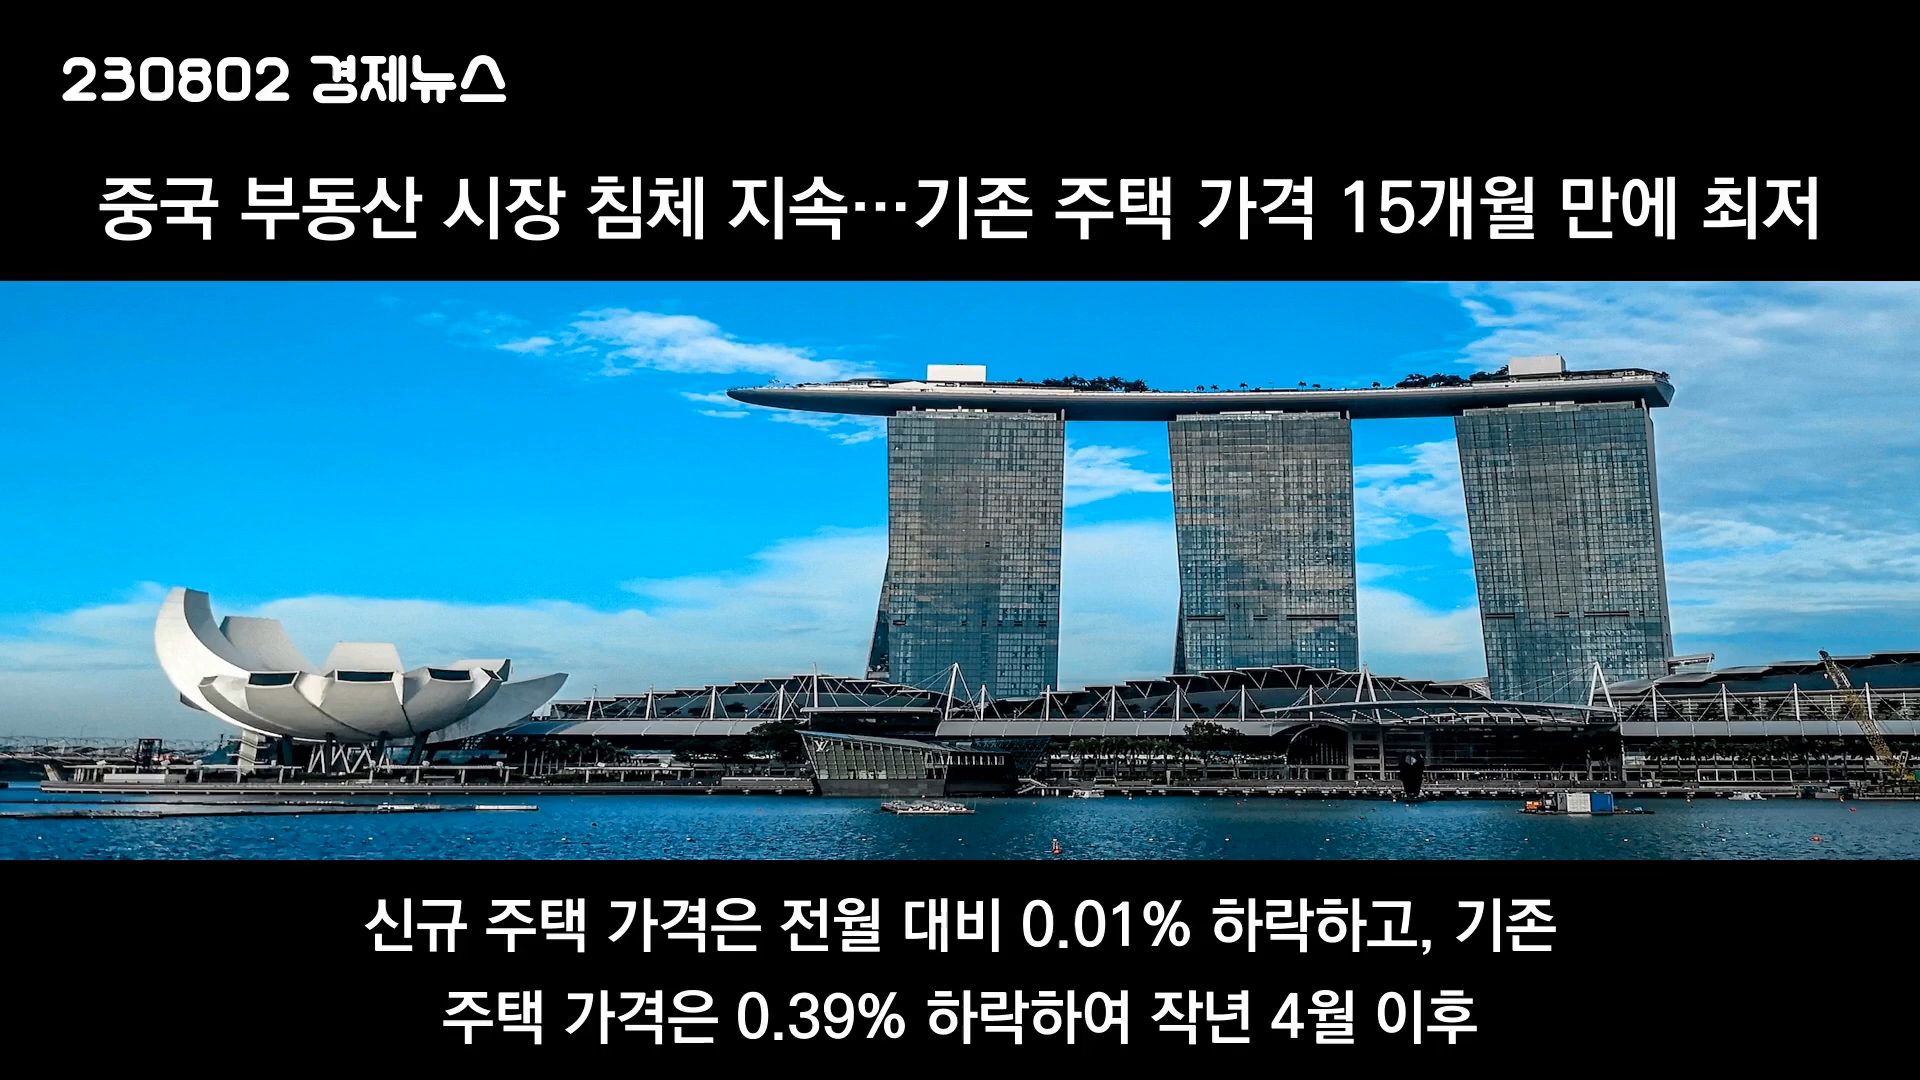 230802 경제뉴스
중국 부동산 시장 침체 지속…기존 주택 가격 15개월 만에 최저
신규 주택 가격은 전월 대비 0.01% 하락하고, 기존
주택 가격은 0.39% 하락하여 작년 4월 이후